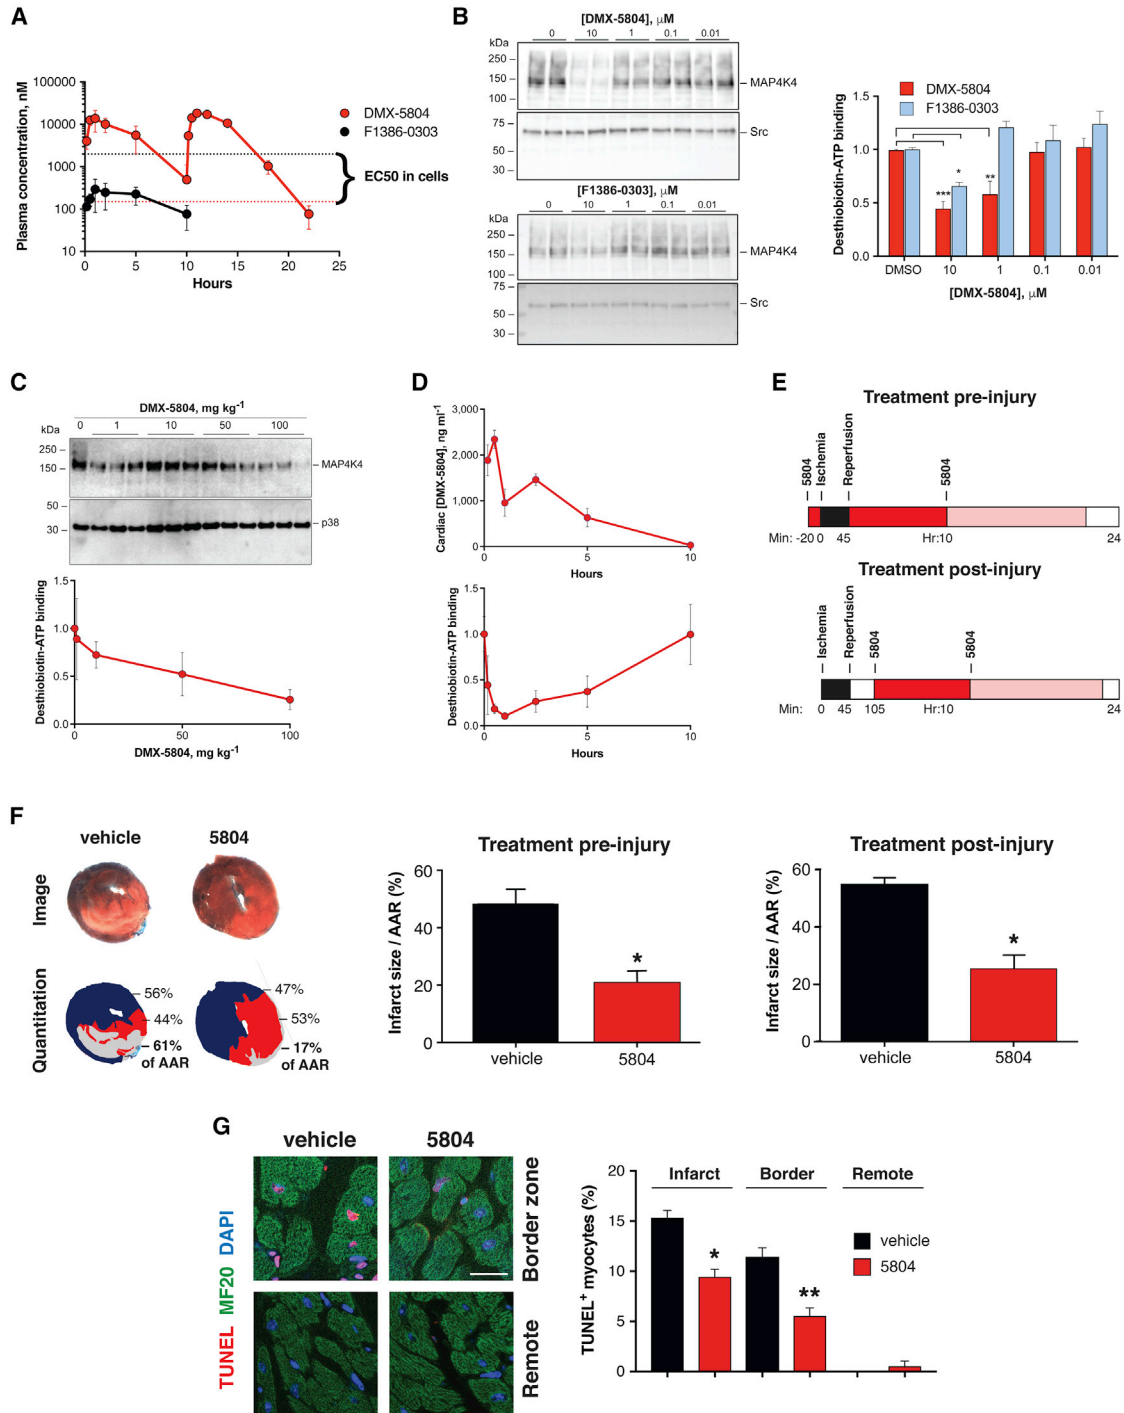 A
Plasma concentration, nM
100000
10000
1000
100
10
0 5 10 15 20 25
Hours
DMX-5804
F1386-0303
EC50 in cells
B
[DMX-5804], µM
kDa
0 10 1 0.1 0.01
250
150
100
MAP4K4
75
50
30
Src
[F1386-0303], µM
kDa
0 10 1 0.1 0.01
250
150
100
MAP4K4
75
50
30
Src
Desthiobiotin-ATP binding
1.5
1.0
0.5
0.0
DMX-5804
F1386-0303
*** * **
DMSO 10 1 0.1 0.01
[DMX-5804], µM
C
DMX-5804, mg kg-1
kDa
0 1 10 50 100
250
150
MAP4K4
50
30
p38
Desthiobiotin-ATP binding
1.5
1.0
0.5
0.0
0 50 100
DMX-5804, mg kg-1
D
Cardiac [DMX-5804], ng ml-1
3,000
2,000
1,000
0
0 5 10
Hours
Desthiobiotin-ATP binding
1.5
1.0
0.5
0.0
0 5 10
Hours
E
Treatment pre-injury
5804
Ischemia
Reperfusion
5804
Min: -20 0 45 Hr:10 24
Treatment post-injury
Ischemia
Reperfusion
5804
5804
Min: 0 45 105 Hr:10 24
F
vehicle 5804
Image
Quantitation
56%
44%
61%
of AAR
47%
53%
17%
of AAR
Treatment pre-injury
Infarct size / AAR (%)
60
40
20
0
*
vehicle 5804
Treatment post-injury
Infarct size / AAR (%)
60
40
20
0
*
vehicle 5804
G
vehicle 5804
TUNEL MF20 DAPI
Border zone
Remote
TUNEL+ myocytes (%)
20
15
10
5
0
Infarct Border Remote
* **
vehicle
5804